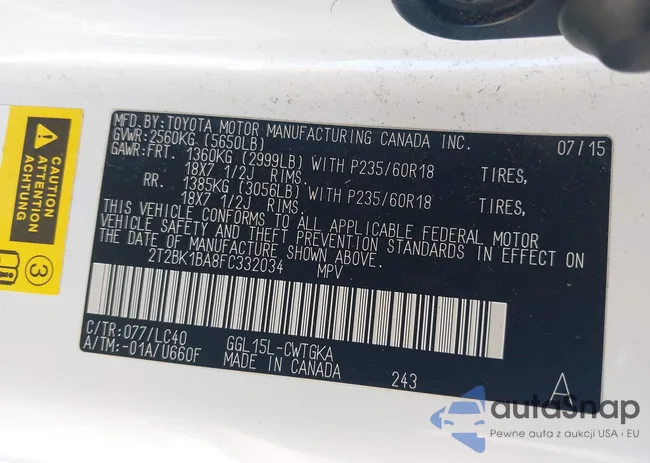 MFD.BY: TOYOTA MOTOR MANUFACTURING CANADA INC.
GVWR: 2560KG (5650LB) 07/15
GAWR: FRT. 1360KG (2999LB) WITH P235/60R18 TIRES,
18X7 1/2J RIMS.
RR. 1385KG (3056LB) WITH P235/60R18 TIRES,
18X7 1/2J RIMS.
THIS VEHICLE CONFORMS TO ALL APPLICABLE FEDERAL MOTOR
VEHICLE SAFETY AND THEFT PREVENTION STANDARDS IN EFFECT ON
THE DATE OF MANUFACTURE SHOWN ABOVE.
2T2BK1BA8FC332034 MPV
C/TR: 077/LC40 GGL15L-CWTGKA
A/TM: -01A/U660F MADE IN CANADA 243 A
CAUTION
ATTENTION
ACHTUNG
3
autoSnap
Pewne auta z aukcji USA i EU